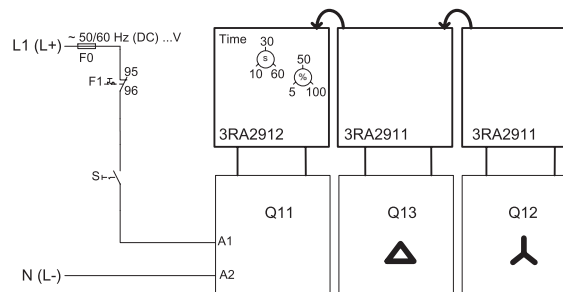 ~ 50/60 Hz (DC) ...V
L1 (L+)
F0
F1
95
96
S
A1
A2
N (L-)
Time
30
s
10 60
50
%
5 100
3RA2912
3RA2911
3RA2911
Q11
Q13
Q12